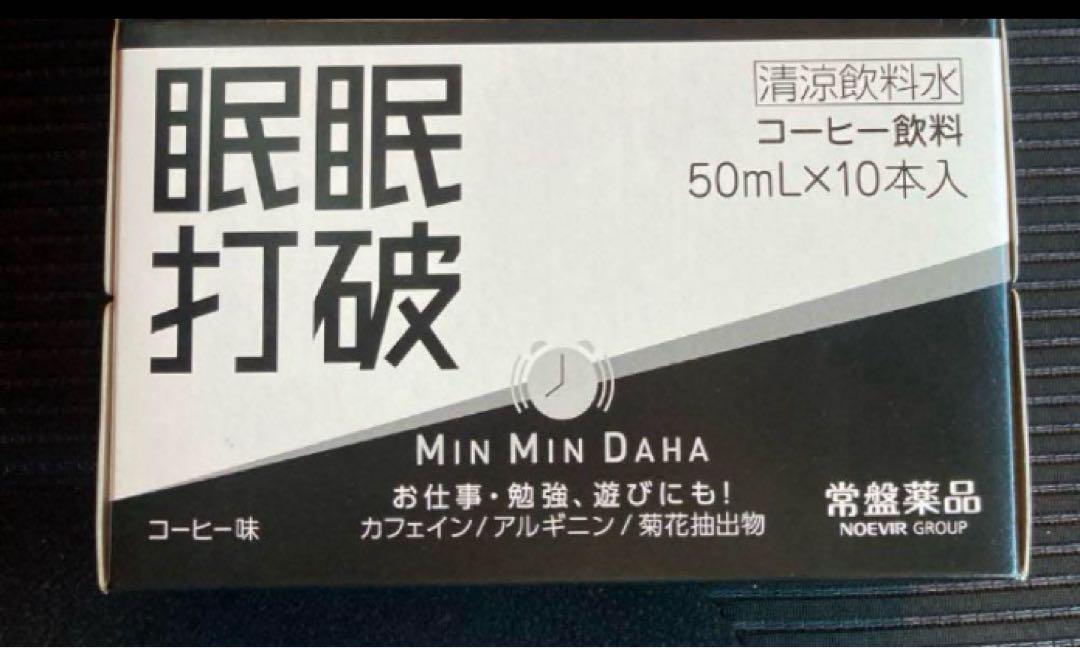 眠眠
打破
清涼飲料水
コーヒー飲料
50mL×10本入
MIN MIN DAHA
お仕事・勉強、遊びにも!
カフェイン/アルギニン/菊花抽出物
コーヒー味
常盤薬品
NOEVIR GROUP